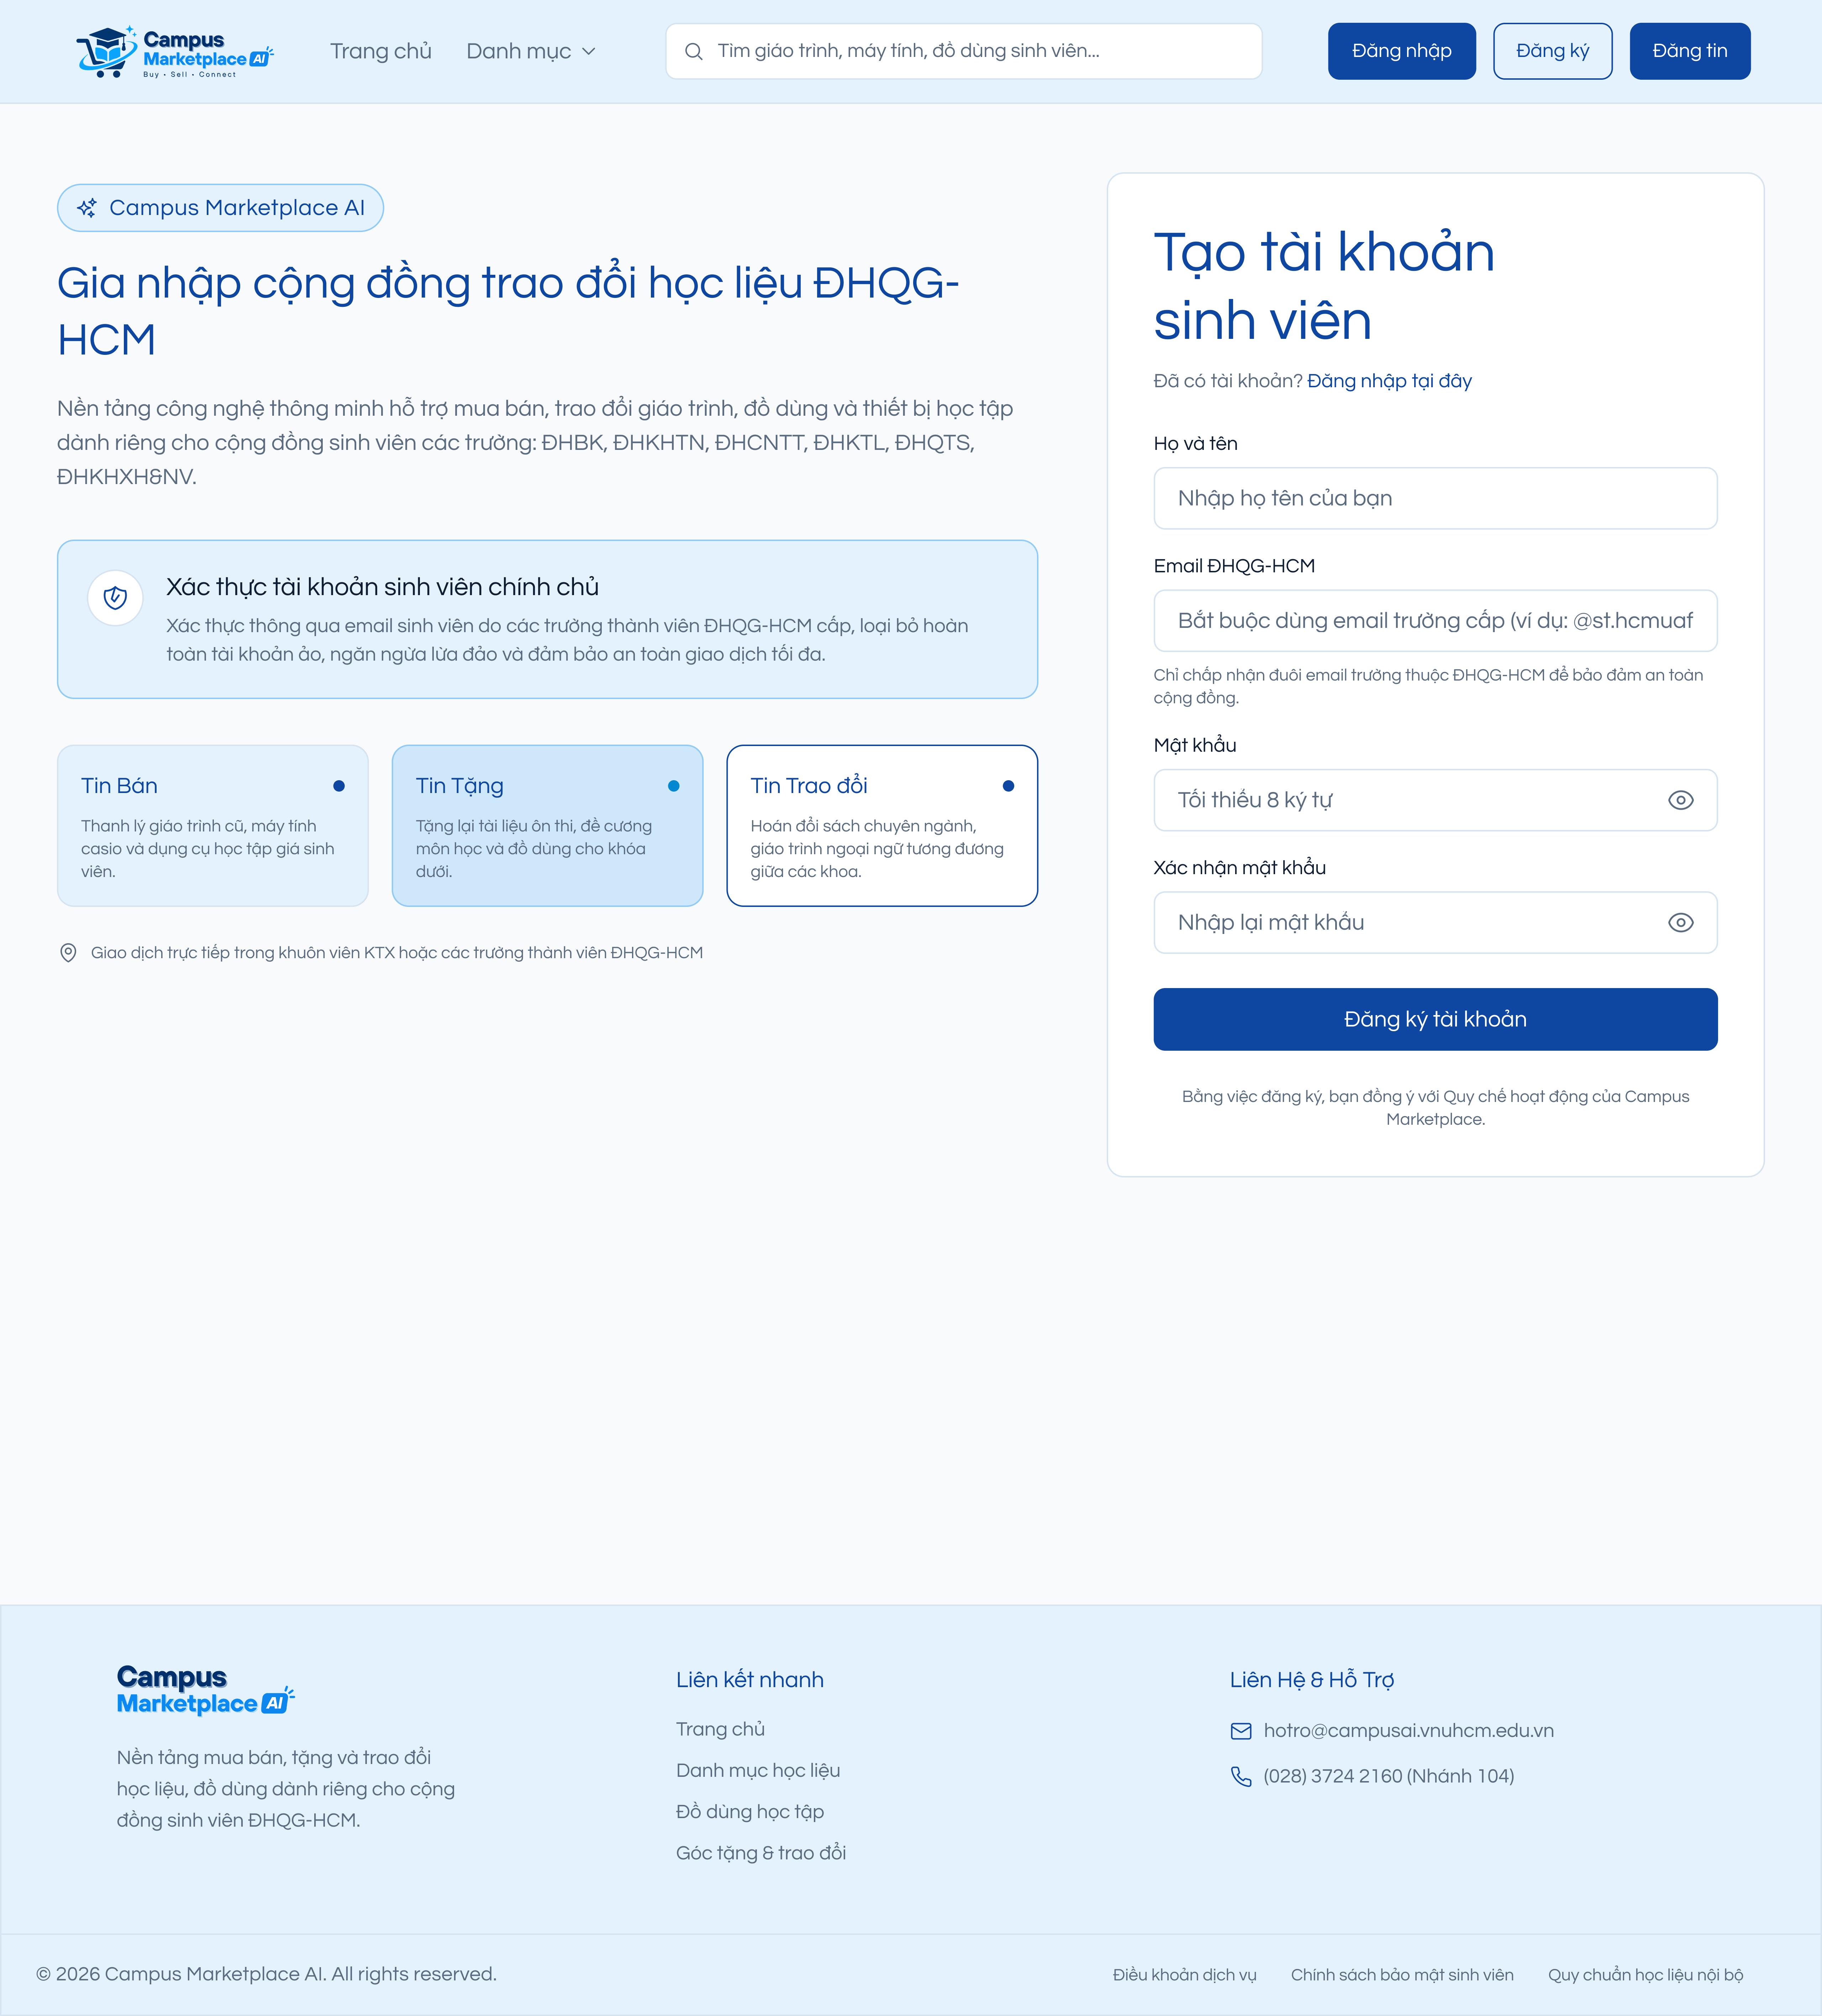 Campus
Marketplace AI
Buy • Sell • Connect
Trang chủ
Danh mục
Tìm giáo trình, máy tính, đồ dùng sinh viên...
Đăng nhập
Đăng ký
Đăng tin
Campus Marketplace AI
Gia nhập cộng đồng trao đổi học liệu ĐHQG-
HCM
Nền tảng công nghệ thông minh hỗ trợ mua bán, trao đổi giáo trình, đồ dùng và thiết bị học tập
dành riêng cho cộng đồng sinh viên các trường: ĐHBK, ĐHKHTN, ĐHCNTT, ĐHKTL, ĐHQTS,
ĐHKHXH&NV.
Xác thực tài khoản sinh viên chính chủ
Xác thực thông qua email sinh viên do các trường thành viên ĐHQG-HCM cấp, loại bỏ hoàn
toàn tài khoản ảo, ngăn ngừa lừa đảo và đảm bảo an toàn giao dịch tối đa.
Tin Bán
Thanh lý giáo trình cũ, máy tính
casio và dụng cụ học tập giá sinh
viên.
Tin Tặng
Tặng lại tài liệu ôn thi, đề cương
môn học và đồ dùng cho khóa
dưới.
Tin Trao đổi
Hoán đổi sách chuyên ngành,
giáo trình ngoại ngữ tương đương
giữa các khoa.
Giao dịch trực tiếp trong khuôn viên KTX hoặc các trường thành viên ĐHQG-HCM
Tạo tài khoản
sinh viên
Đã có tài khoản? Đăng nhập tại đây
Họ và tên
Nhập họ tên của bạn
Email ĐHQG-HCM
Bắt buộc dùng email trường cấp (ví dụ: @st.hcmuaf
Chỉ chấp nhận đuôi email trường thuộc ĐHQG-HCM để bảo đảm an toàn
cộng đồng.
Mật khẩu
Tối thiểu 8 ký tự
Xác nhận mật khẩu
Nhập lại mật khẩu
Đăng ký tài khoản
Bằng việc đăng ký, bạn đồng ý với Quy chế hoạt động của Campus
Marketplace.
Campus
Marketplace AI
Nền tảng mua bán, tặng và trao đổi
học liệu, đồ dùng dành riêng cho cộng
đồng sinh viên ĐHQG-HCM.
Liên kết nhanh
Trang chủ
Danh mục học liệu
Đồ dùng học tập
Góc tặng & trao đổi
Liên Hệ & Hỗ Trợ
hotro@campusai.vnuhcm.edu.vn
(028) 3724 2160 (Nhánh 104)
© 2026 Campus Marketplace AI. All rights reserved.
Điều khoản dịch vụ
Chính sách bảo mật sinh viên
Quy chuẩn học liệu nội bộ